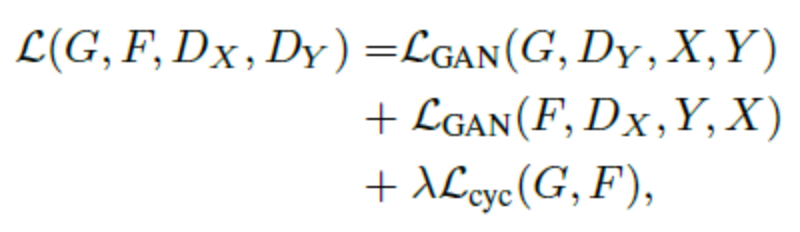 ℒ(G, F, D_X, D_Y) =ℒ_GAN(G, D_Y, X, Y)
+ ℒ_GAN(F, D_X, Y, X)
+ λℒ_cyc(G, F),